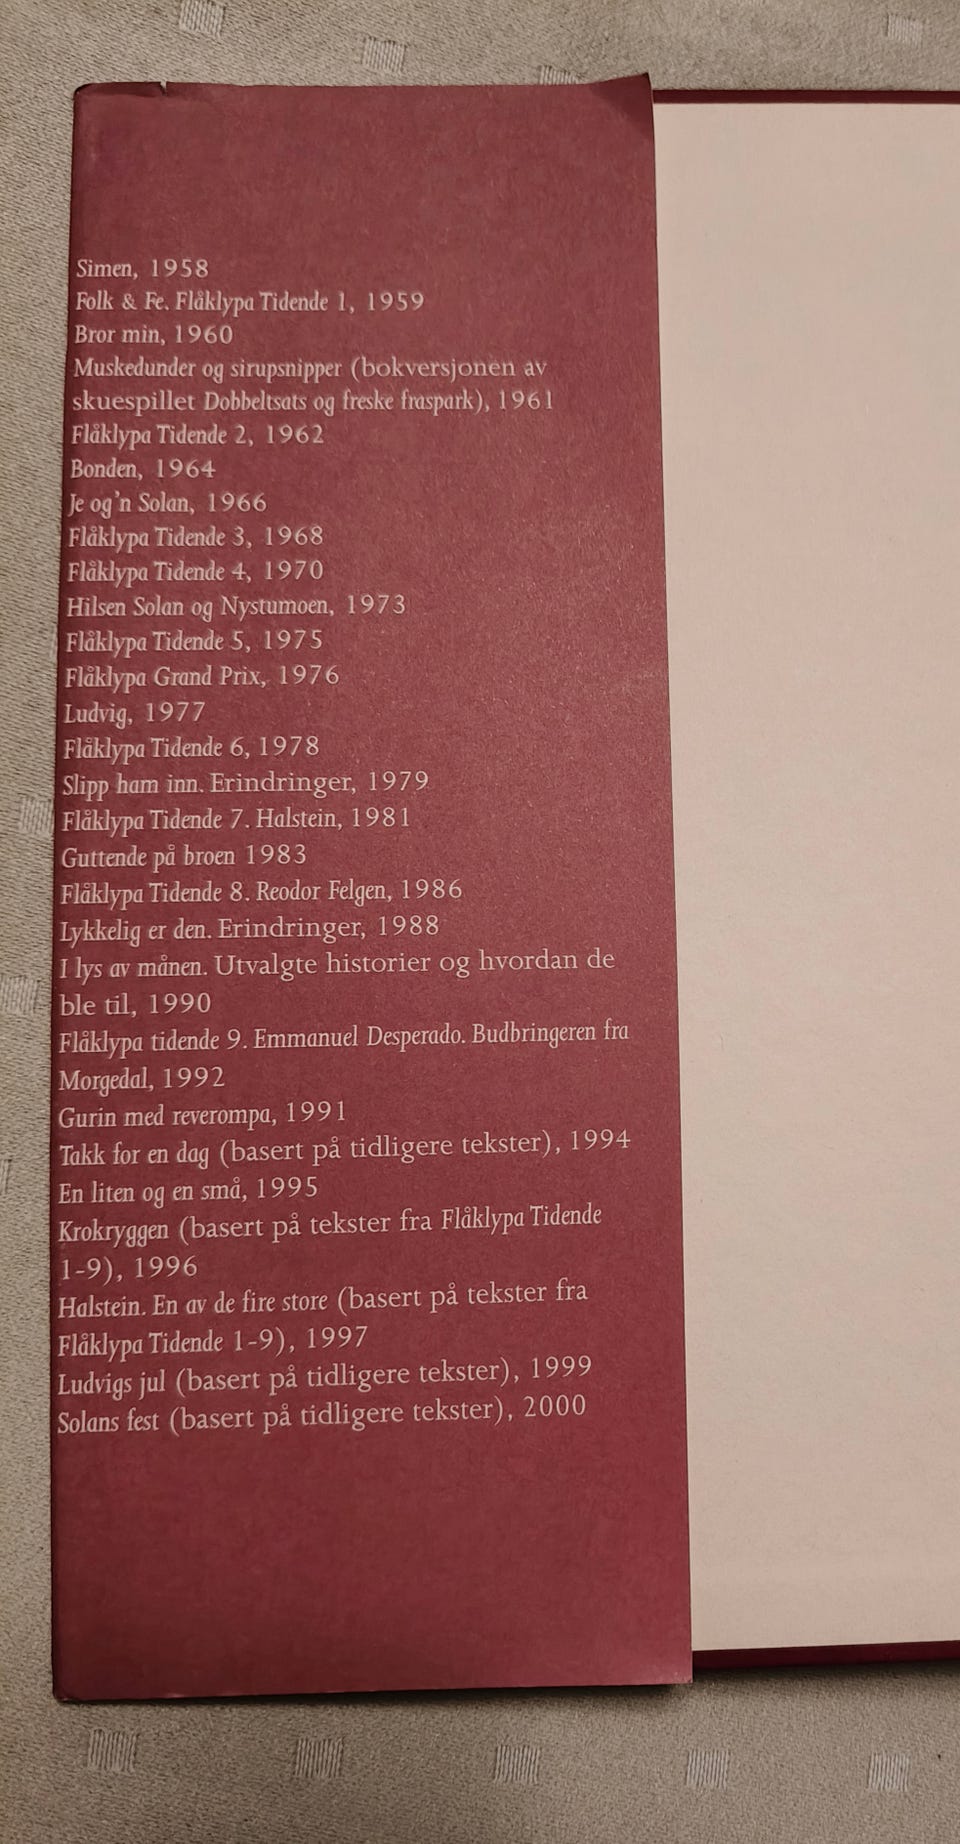 Simen, 1958
Folk & Fe. Flåklypa Tidende 1, 1959
Bror min, 1960
Muskedunder og sirupsnipper (bokversjonen av
skuespillet Dobbeltsats og freske fraspark), 1961
Flåklypa Tidende 2, 1962
Bonden, 1964
Je og'n Solan, 1966
Flåklypa Tidende 3, 1968
Flåklypa Tidende 4, 1970
Hilsen Solan og Nystumoen, 1973
Flåklypa Tidende 5, 1975
Flåklypa Grand Prix, 1976
Ludvig, 1977
Flåklypa Tidende 6, 1978
Slipp ham inn. Erindringer, 1979
Flåklypa Tidende 7. Halstein, 1981
Guttende på broen 1983
Flåklypa Tidende 8. Reodor Felgen, 1986
Lykkelig er den. Erindringer, 1988
I lys av månen. Utvalgte historier og hvordan de
ble til, 1990
Flåklypa tidende 9. Emmanuel Desperado. Budbringeren fra
Morgedal, 1992
Gurin med reverompa, 1991
Takk for en dag (basert på tidligere tekster), 1994
En liten og en små, 1995
Krokryggen (basert på tekster fra Flåklypa Tidende
1-9), 1996
Halstein. En av de fire store (basert på tekster fra
Flåklypa Tidende 1-9), 1997
Ludvigs jul (basert på tidligere tekster), 1999
Solans fest (basert på tidligere tekster), 2000